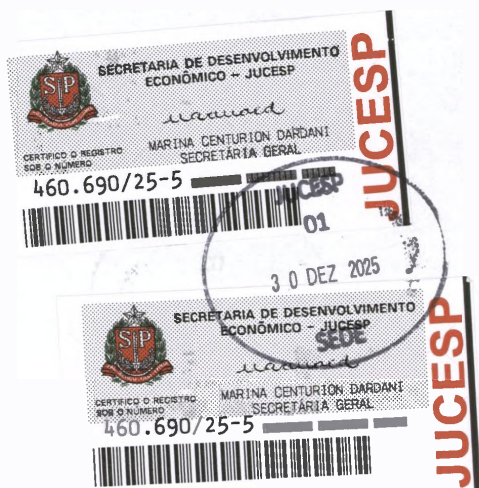 SECRETARIA DE DESENVOLVIMENTO
ECONÔMICO – JUCESP
MARINA CENTURION DARDANI
SECRETÁRIA GERAL
CERTIFICO O REGISTRO
SOB O NÚMERO
460.690/25-5
JUCESP
JUCESP
01
30 DEZ 2025
SEDE
SECRETARIA DE DESENVOLVIMENTO
ECONÔMICO – JUCESP
MARINA CENTURION DARDANI
SECRETÁRIA GERAL
CERTIFICO O REGISTRO
SOB O NÚMERO
460.690/25-5
JUCESP